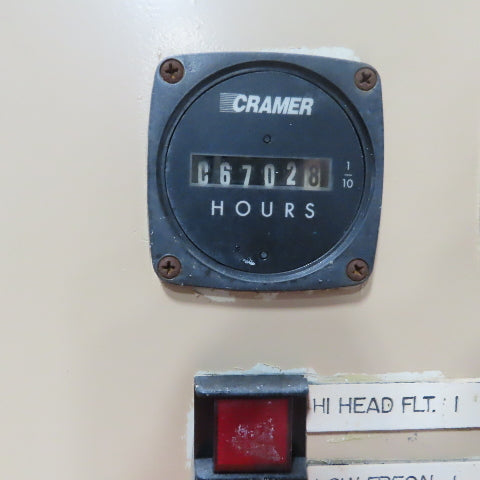 CRAMER
067028
1
10
HOURS
HI HEAD FLT. 1